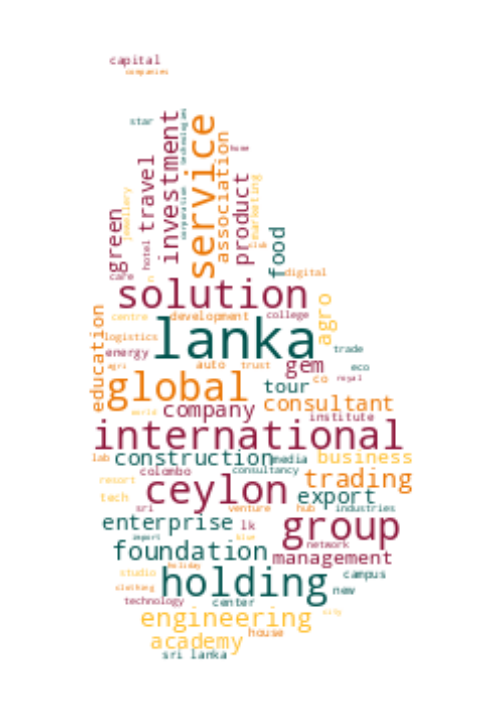 capital
companies
star
technologies
investment
service
home
association
travel
product
marketing
jewellery
hotel
corporation
green
food
club
care
digital
solution
agro
education
centre
development
college
lanka
logistics
trade
energy
gem
agri
auto
trust
eco
global
tour
co
royal
world
company
consultant
institute
international
lab
construction
media
business
colombo
consultancy
resort
ceylon
trading
tech
export
sri
venture
hub
industries
enterprise
lk
group
import
blue
foundation
network
management
holiday
studio
holding
campus
clothing
new
technology
center
engineering
city
academy
house
sri lanka